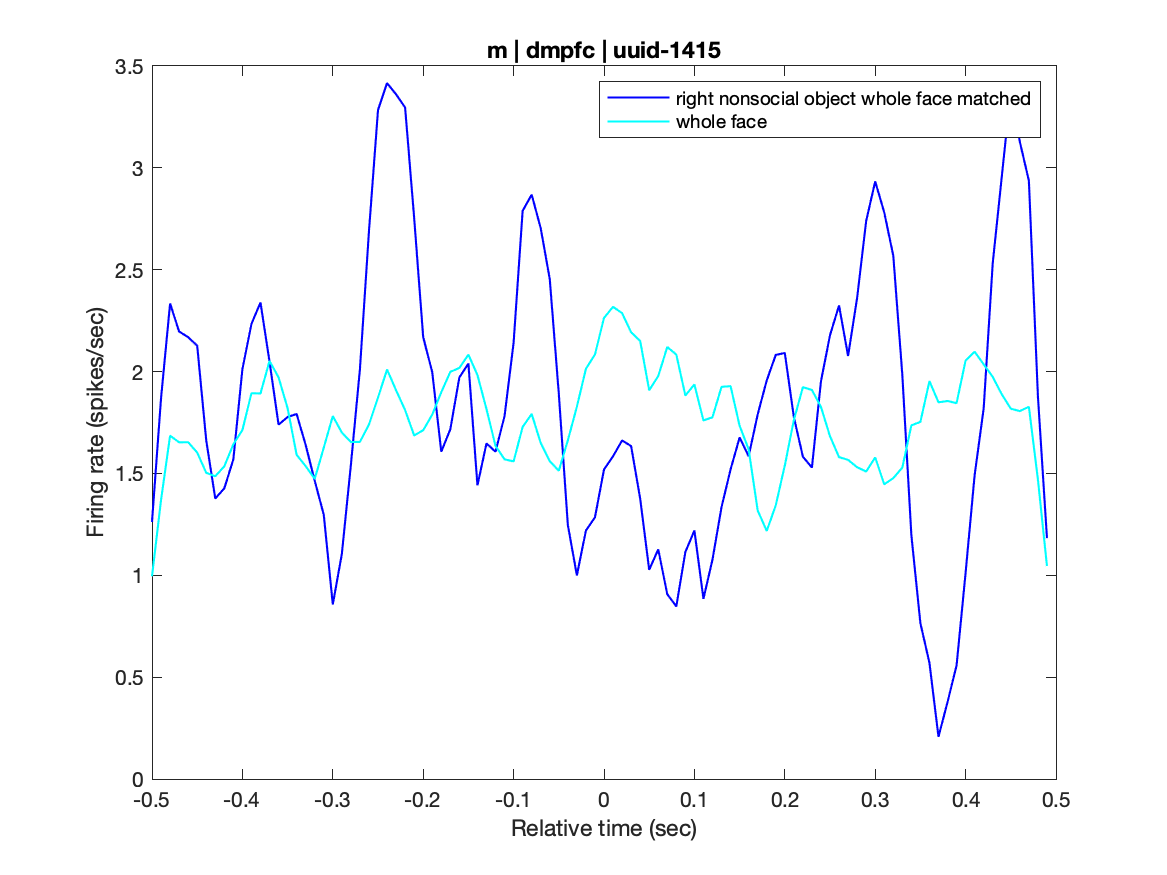 m | dmpfc | uuid-1415
right nonsocial object whole face matched
whole face
Firing rate (spikes/sec)
3.5
3
2.5
2
1.5
1
0.5
0
-0.5 -0.4 -0.3 -0.2 -0.1 0 0.1 0.2 0.3 0.4 0.5
Relative time (sec)